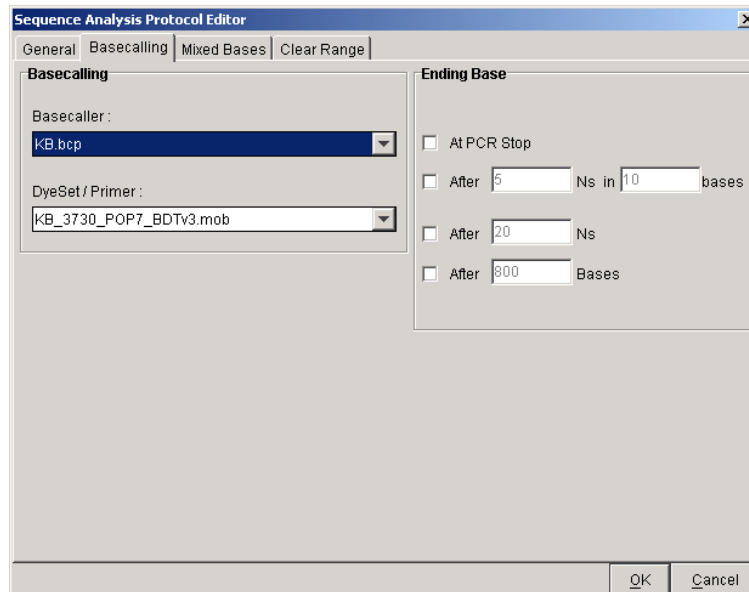 Sequence Analysis Protocol Editor
General Basecalling Mixed Bases Clear Range
Basecalling
Basecaller :
KB.bcp
DyeSet / Primer :
KB_3730_POP7_BDTv3.mob
Ending Base
At PCR Stop
After 5 Ns in 10 bases
After 20 Ns
After 800 Bases
OK Cancel